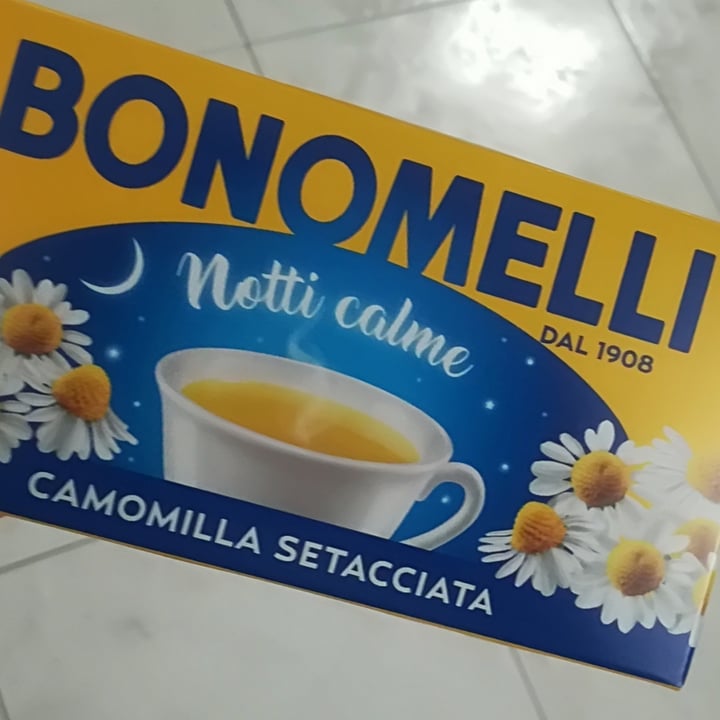 BONOMELLI
DAL 1908
Notti calme
CAMOMILLA SETACCIATA